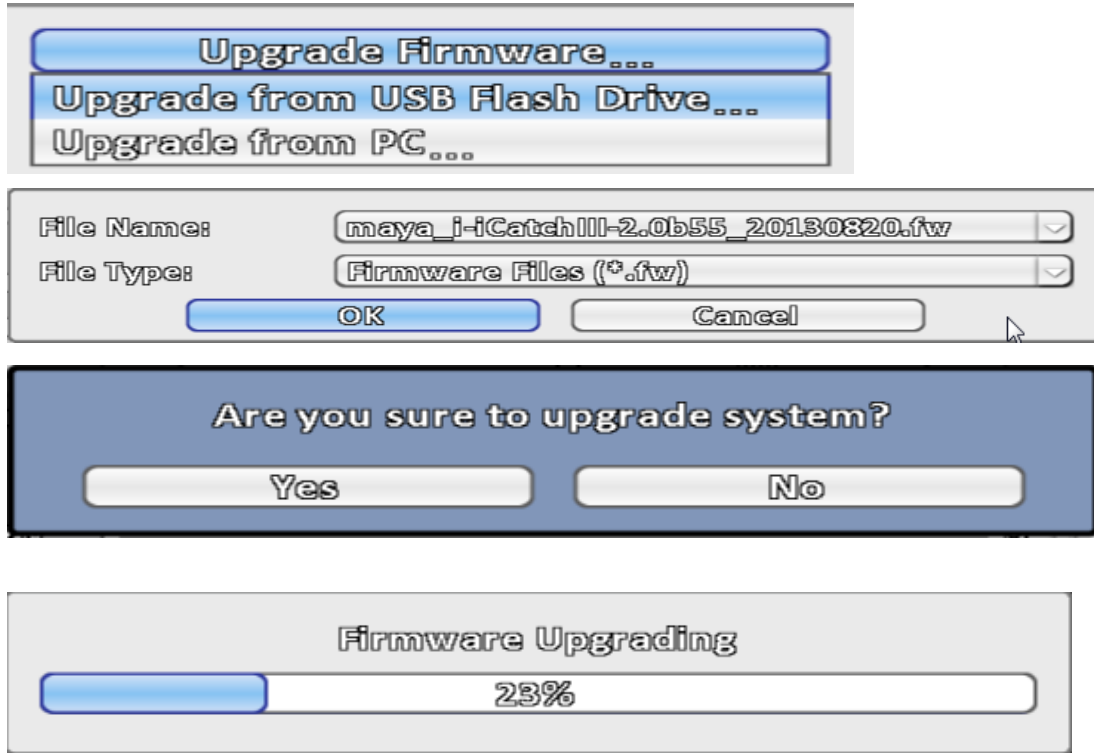 Upgrade Firmware...
Upgrade from USB Flash Drive...
Upgrade from PC...
File Name: maya_i-iCatchIII-2.0b55_20130820.fw
File Type: Firmware Files (*.fw)
OK Cancel
Are you sure to upgrade system?
Yes No
Firmware Upgrading
23%